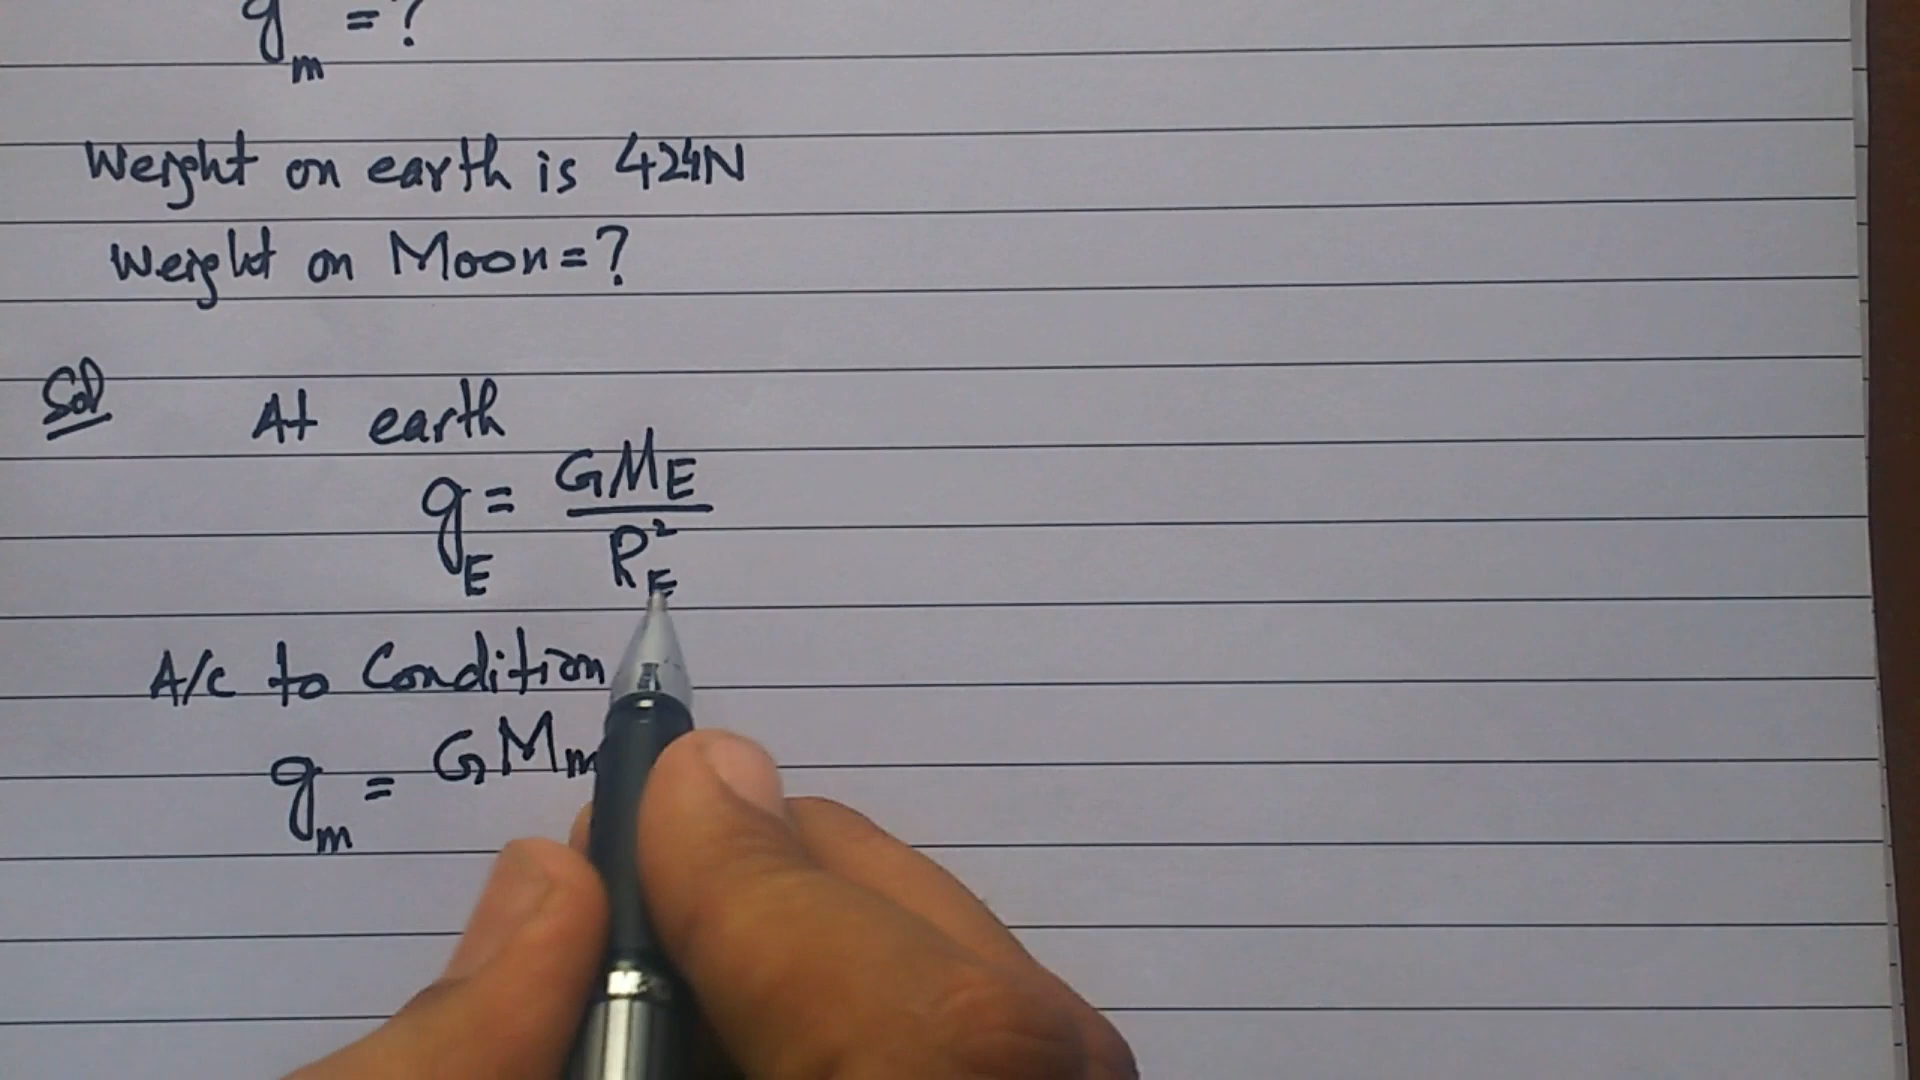 g_m = ?
Weight on earth is 424N
Weight on Moon = ?
Sol At earth
g_E = GM_E / R_E^2
A/c to Condition
g_m = GM_m